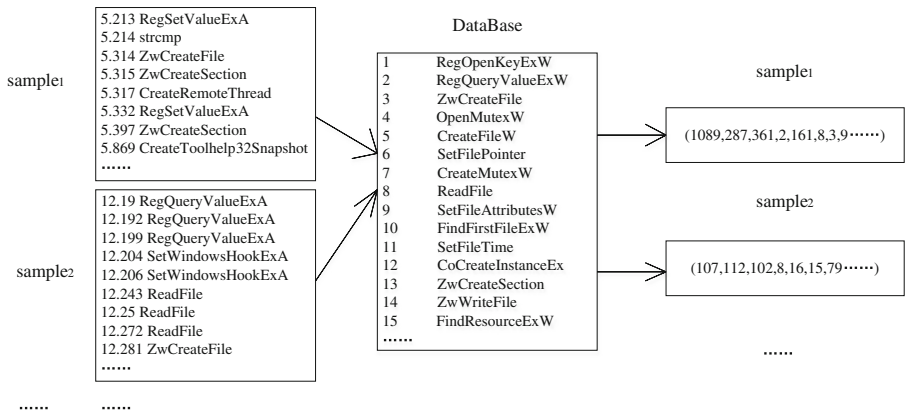 sample1
5.213 RegSetValueExA
5.214 strcmp
5.314 ZwCreateFile
5.315 ZwCreateSection
5.317 CreateRemoteThread
5.332 RegSetValueExA
5.397 ZwCreateSection
5.869 CreateToolhelp32Snapshot
······
sample2
12.19 RegQueryValueExA
12.192 RegQueryValueExA
12.199 RegQueryValueExA
12.204 SetWindowsHookExA
12.206 SetWindowsHookExA
12.243 ReadFile
12.25 ReadFile
12.272 ReadFile
12.281 ZwCreateFile
······
······ ······
DataBase
1 RegOpenKeyExW
2 RegQueryValueExW
3 ZwCreateFile
4 OpenMutexW
5 CreateFileW
6 SetFilePointer
7 CreateMutexW
8 ReadFile
9 SetFileAttributesW
10 FindFirstFileExW
11 SetFileTime
12 CoCreateInstanceEx
13 ZwCreateSection
14 ZwWriteFile
15 FindResourceExW
······
sample1
(1089,287,361,2,161,8,3,9······)
sample2
(107,112,102,8,16,15,79······)
······